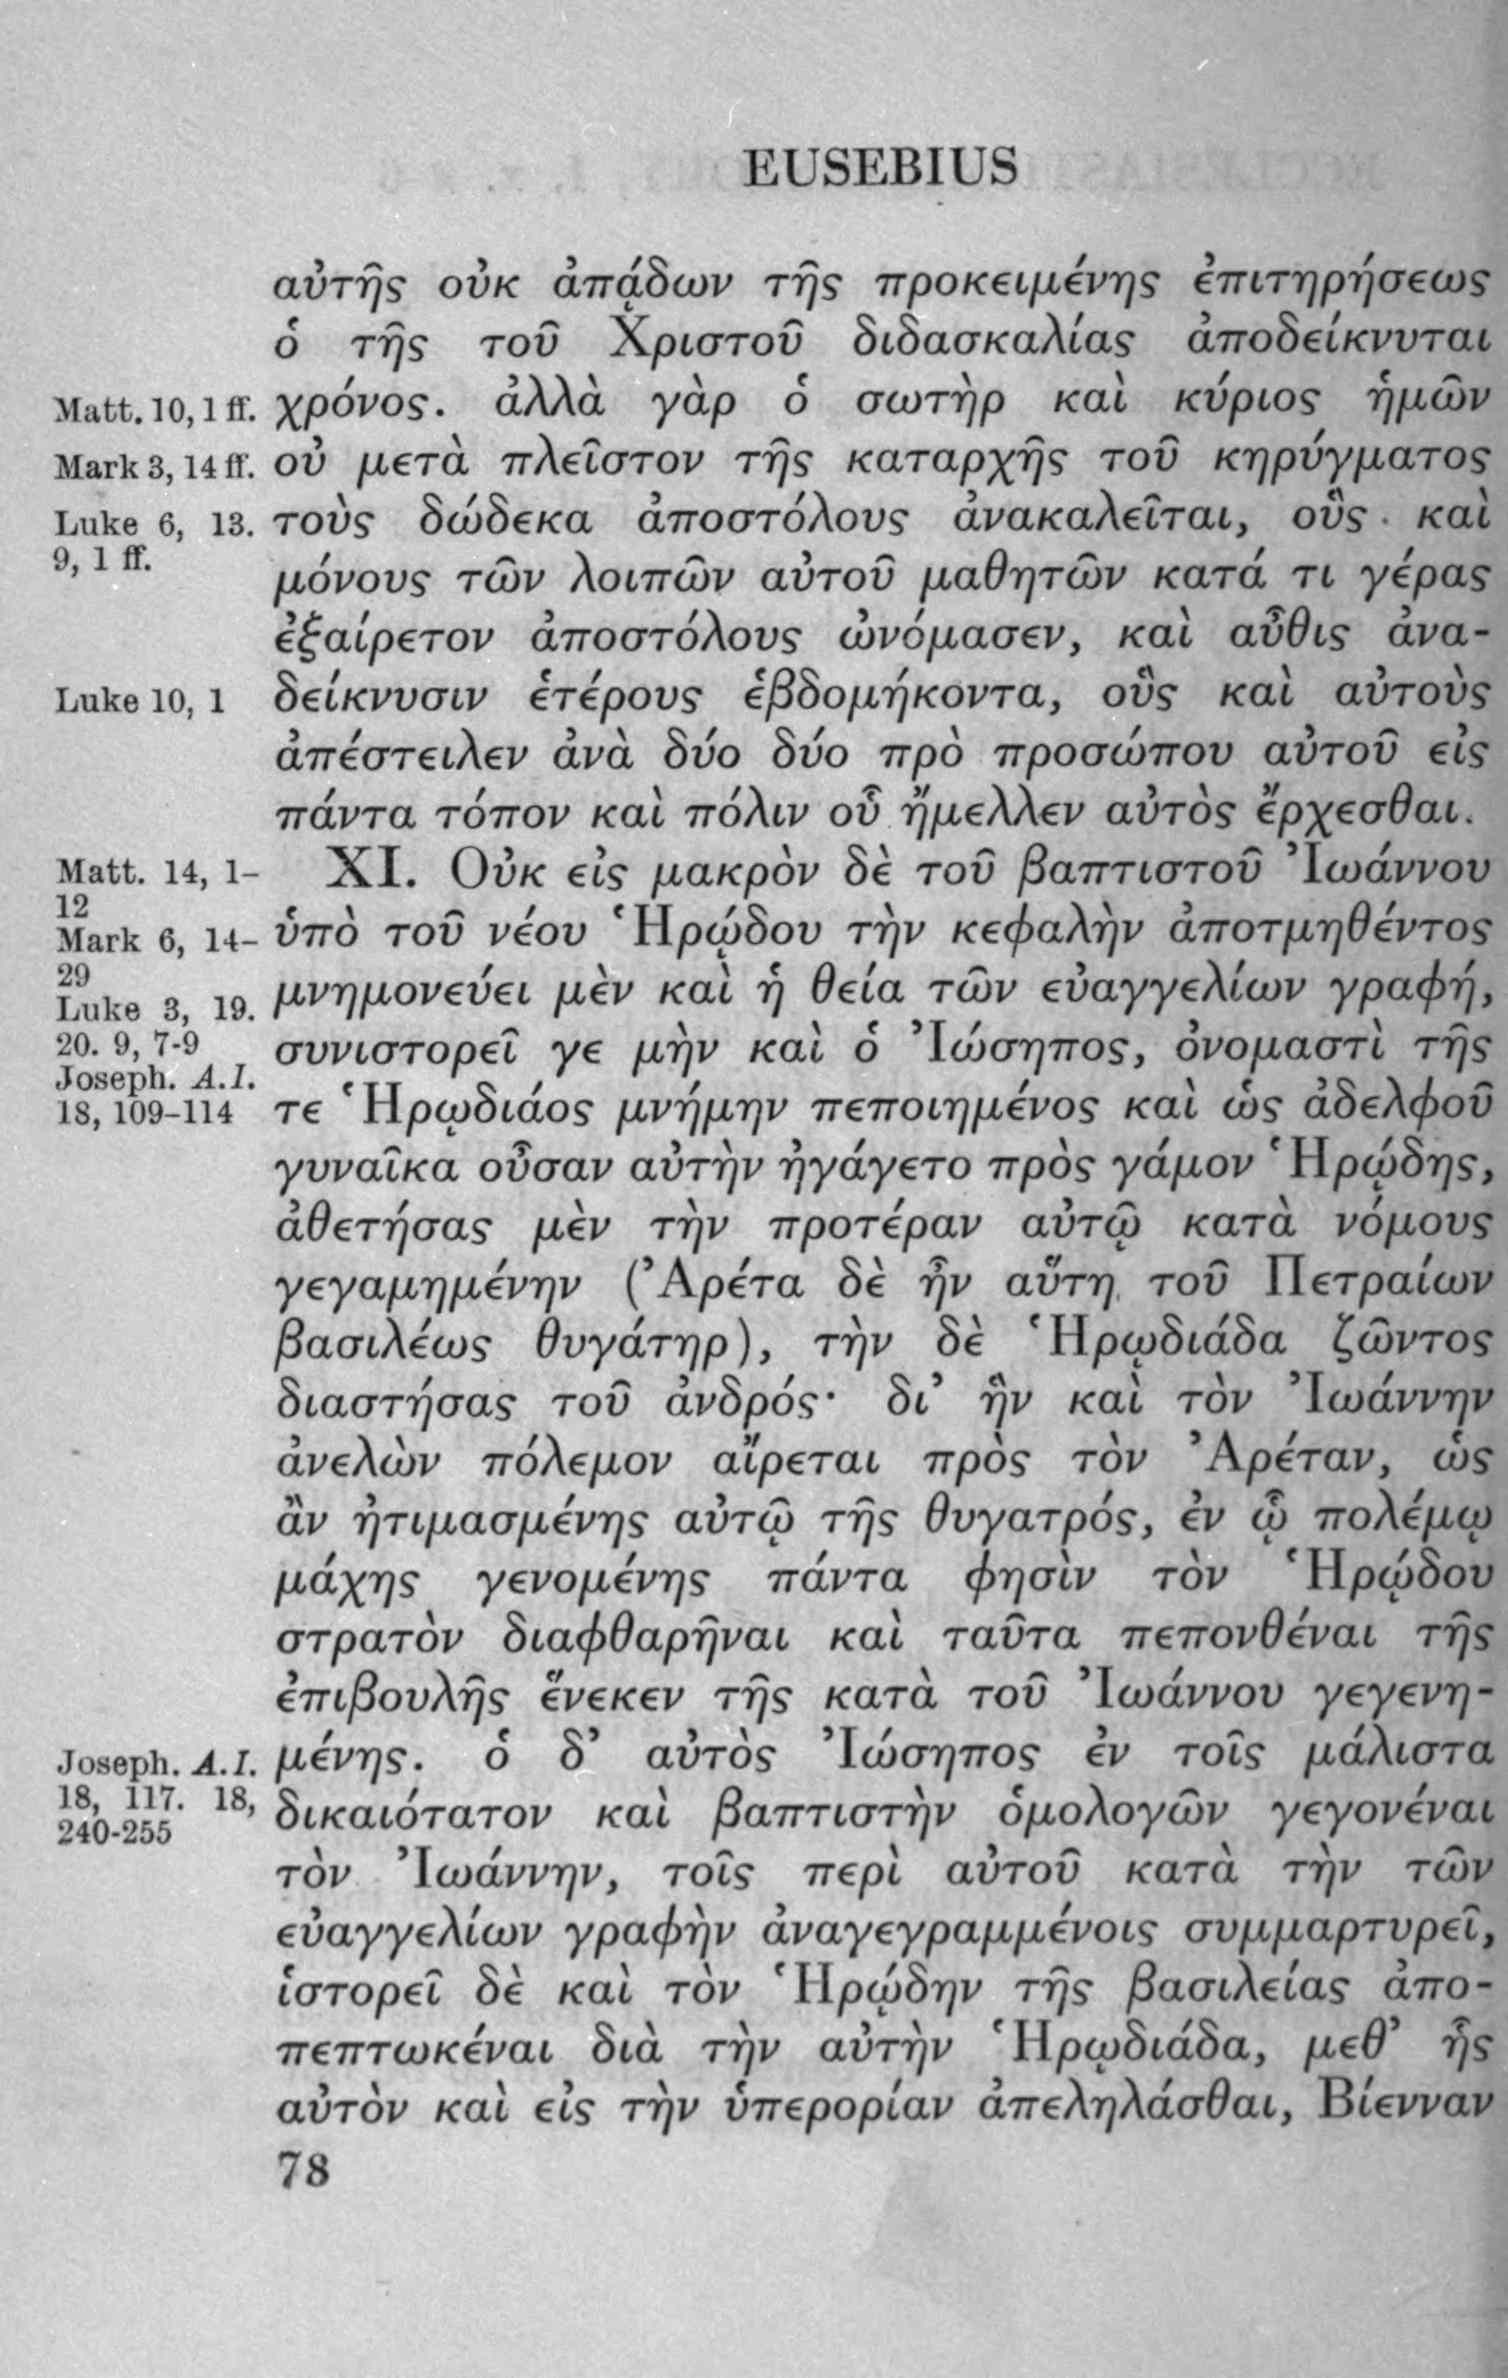 EUSEBIUS
αὐτῆς οὐκ ἀπᾴδων τῆς προκειμένης ἐπιτηρήσεως
ὁ τῆς τοῦ Χριστοῦ διδασκαλίας ἀποδείκνυται
Matt. 10, 1 ff. χρόνος. ἀλλὰ γὰρ ὁ σωτὴρ καὶ κύριος ἡμῶν
Mark 3, 14 ff. οὐ μετὰ πλεῖστον τῆς καταρχῆς τοῦ κηρύγματος
Luke 6, 13. τοὺς δώδεκα ἀποστόλους ἀνακαλεῖται, οὓς καὶ
9, 1 ff.
μόνους τῶν λοιπῶν αὐτοῦ μαθητῶν κατά τι γέρας
ἐξαίρετον ἀποστόλους ὠνόμασεν, καὶ αὖθις ἀνα-
Luke 10, 1 δείκνυσιν ἑτέρους ἑβδομήκοντα, οὓς καὶ αὐτοὺς
ἀπέστειλεν ἀνὰ δύο δύο πρὸ προσώπου αὐτοῦ εἰς
πάντα τόπον καὶ πόλιν οὗ ἤμελλεν αὐτὸς ἔρχεσθαι.
Matt. 14, 1- XI. Οὐκ εἰς μακρὸν δὲ τοῦ βαπτιστοῦ Ἰωάννου
12
Mark 6, 14- ὑπὸ τοῦ νέου Ἡρῴδου τὴν κεφαλὴν ἀποτμηθέντος
29
Luke 3, 19. μνημονεύει μὲν καὶ ἡ θεία τῶν εὐαγγελίων γραφή,
20. 9, 7-9 συνιστορεῖ γε μὴν καὶ ὁ Ἰώσηπος, ὀνομαστὶ τῆς
Joseph. A.I.
18, 109-114 τε Ἡρῳδιάος μνήμην πεποιημένος καὶ ὡς ἀδελφοῦ
γυναῖκα οὖσαν αὐτὴν ἠγάγετο πρὸς γάμον Ἡρῴδης,
ἀθετήσας μὲν τὴν προτέραν αὐτῷ κατὰ νόμους
γεγαμημένην (Ἀρέτα δὲ ἦν αὕτη τοῦ Πετραίων
βασιλέως θυγάτηρ), τὴν δὲ Ἡρῳδιάδα ζῶντος
διαστήσας τοῦ ἀνδρός· δι’ ἣν καὶ τὸν Ἰωάννην
ἀνελὼν πόλεμον αἴρεται πρὸς τὸν Ἀρέταν, ὡς
ἂν ἠτιμασμένης αὐτῷ τῆς θυγατρός, ἐν ᾧ πολέμῳ
μάχης γενομένης πάντα φησὶν τὸν Ἡρῴδου
στρατὸν διαφθαρῆναι καὶ ταῦτα πεπονθέναι τῆς
ἐπιβουλῆς ἕνεκεν τῆς κατὰ τοῦ Ἰωάννου γεγενη-
Joseph. A.I. μένης. ὁ δ’ αὐτὸς Ἰώσηπος ἐν τοῖς μάλιστα
18, 117. 18, δικαιότατον καὶ βαπτιστὴν ὁμολογῶν γεγονέναι
240-255
τὸν Ἰωάννην, τοῖς περὶ αὐτοῦ κατὰ τὴν τῶν
εὐαγγελίων γραφὴν ἀναγεγραμμένοις συμμαρτυρεῖ,
ἱστορεῖ δὲ καὶ τὸν Ἡρῴδην τῆς βασιλείας ἀπο-
πεπτωκέναι διὰ τὴν αὐτὴν Ἡρῳδιάδα, μεθ’ ἧς
αὐτὸν καὶ εἰς τὴν ὑπερορίαν ἀπεληλάσθαι, Βίενναν
78